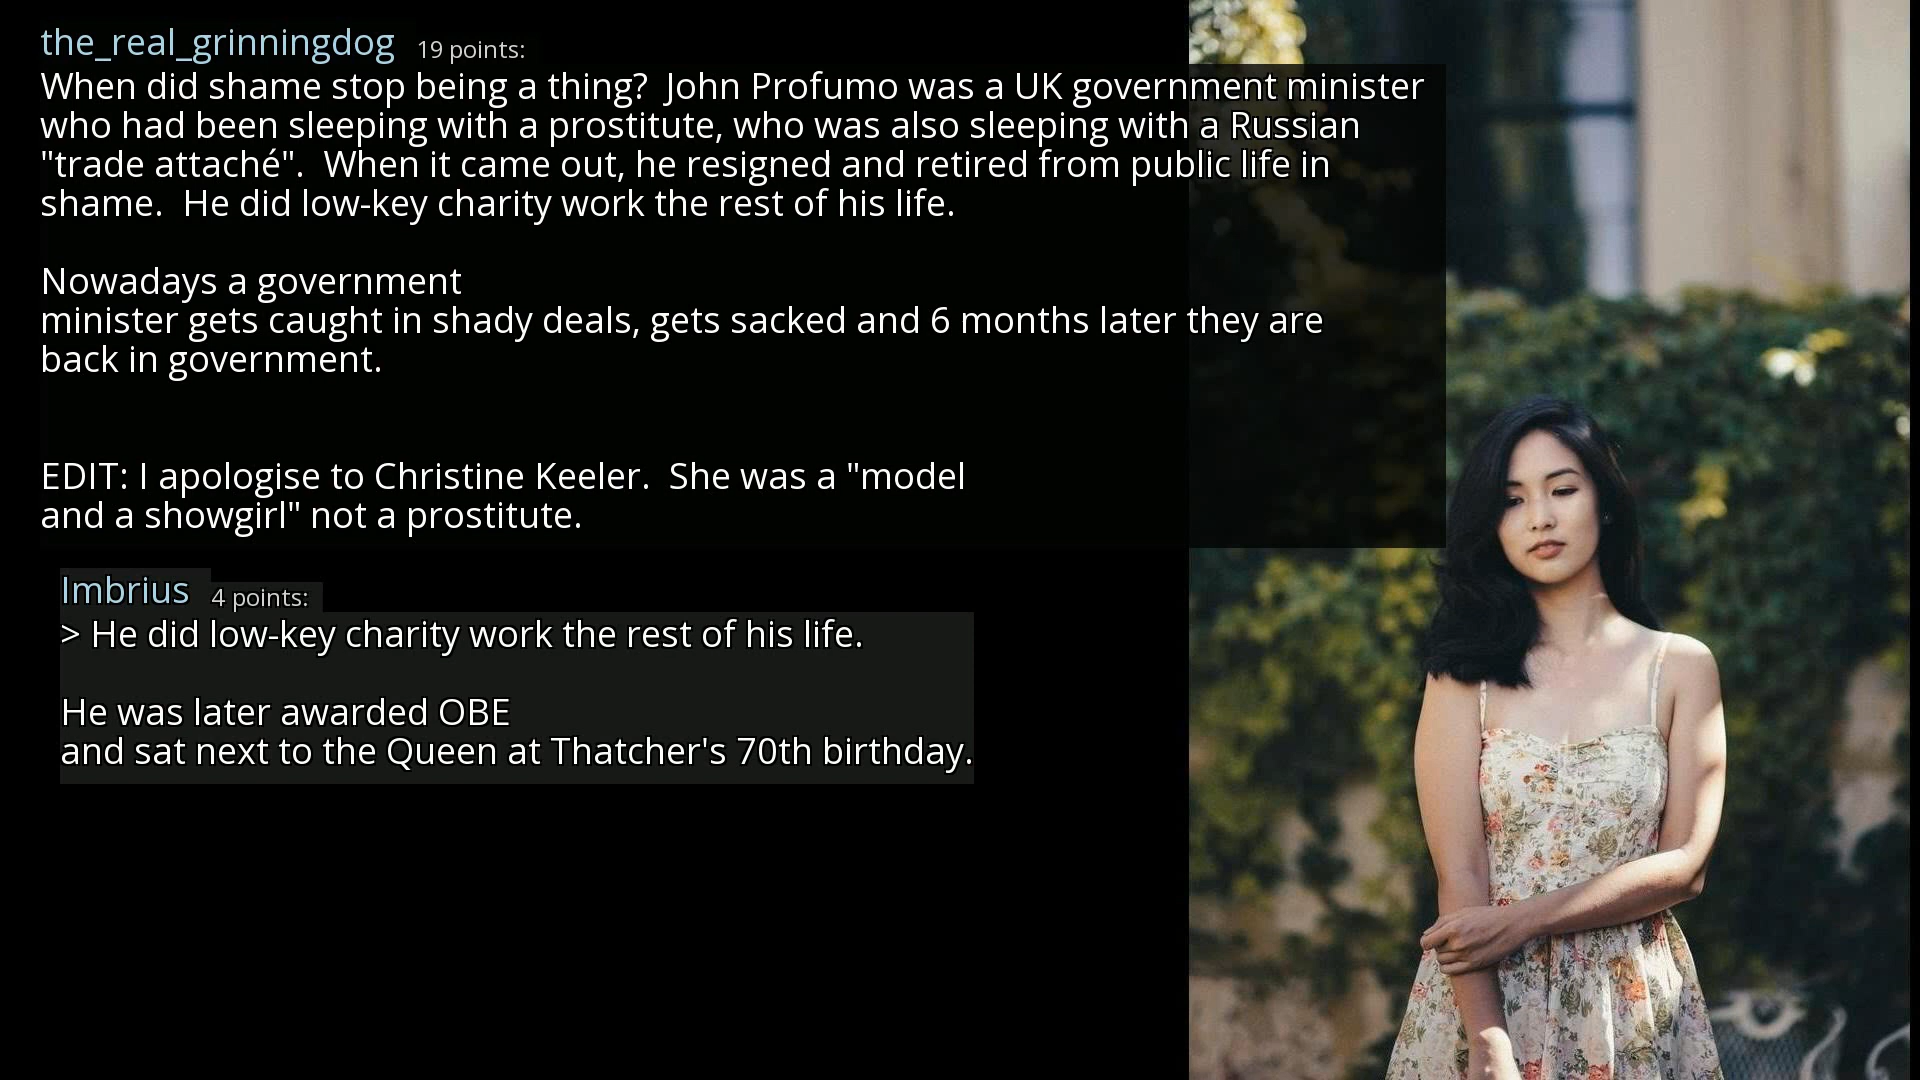 the_real_grinningdog 19 points:
When did shame stop being a thing?  John Profumo was a UK government minister
who had been sleeping with a prostitute, who was also sleeping with a Russian
"trade attaché".  When it came out, he resigned and retired from public life in
shame.  He did low-key charity work the rest of his life.
Nowadays a government
minister gets caught in shady deals, gets sacked and 6 months later they are
back in government.
EDIT: I apologise to Christine Keeler.  She was a "model
and a showgirl" not a prostitute.
Imbrius 4 points:
> He did low-key charity work the rest of his life.
He was later awarded OBE
and sat next to the Queen at Thatcher's 70th birthday.